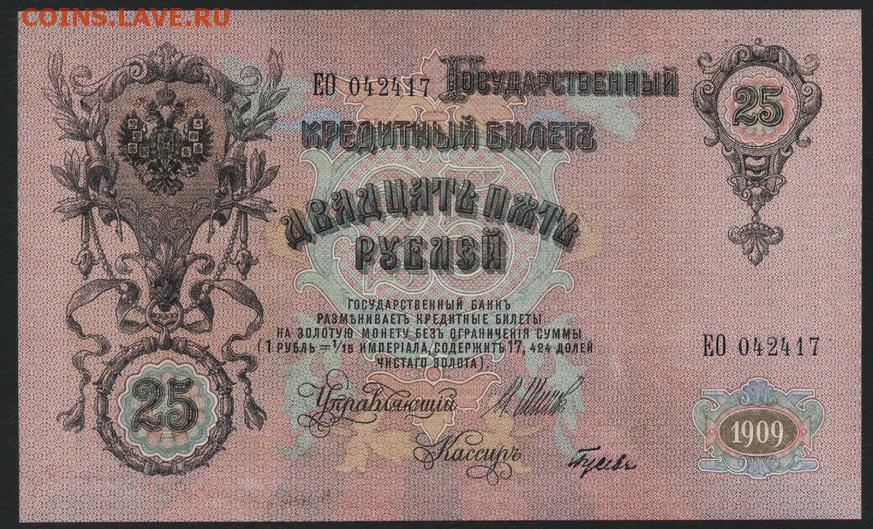 COINS.LAVE.RU
ЕО 042417 Государственный
Кредитный Билетъ
25
Двадцать пять
рублей
Государственный Банкъ
размѣниваетъ кредитные билеты
на золотую монету безъ ограниченія суммы
(1 рубль = 1/15 имперіала, содержитъ 17,424 долей
чистаго золота).
ЕО 042417
25
Управляющій
1909
Кассиръ